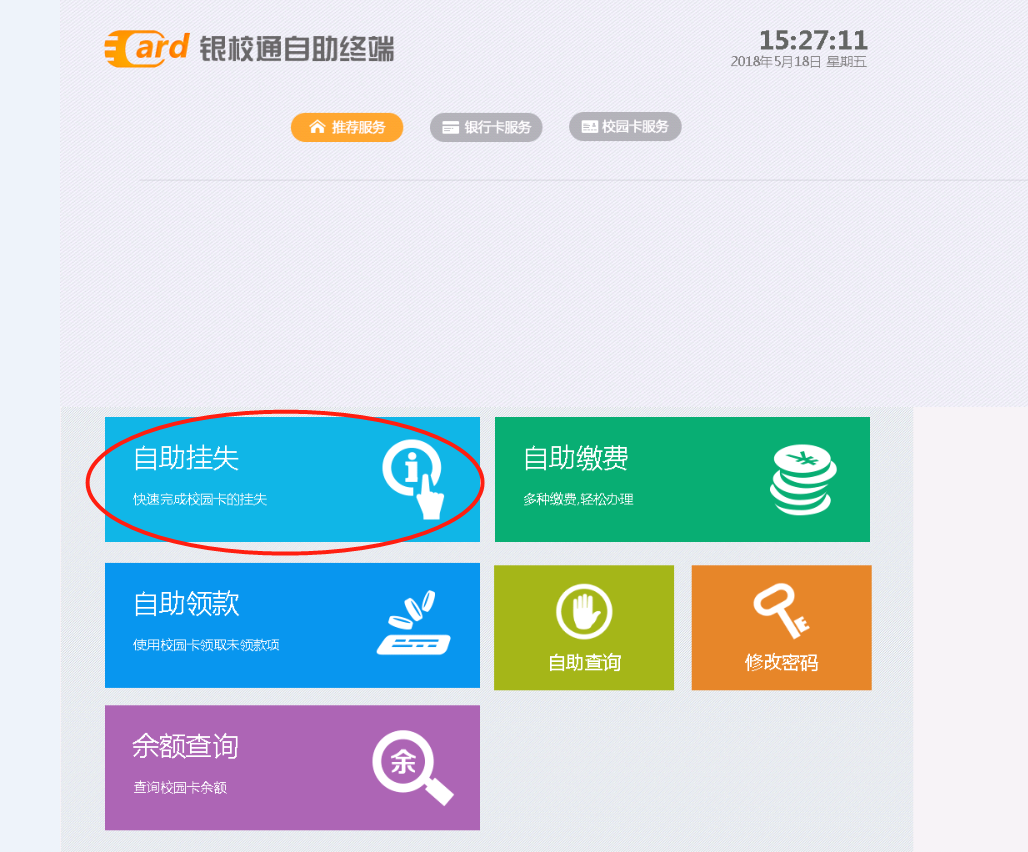 Card 银校通自助终端
15:27:11
2018年5月18日 星期五
推荐服务
银行卡服务
校园卡服务
自助挂失
快速完成校园卡的挂失
自助缴费
多种缴费,轻松办理
自助领款
使用校园卡领取未领款项
自助查询
修改密码
余额查询
查询校园卡余额
余